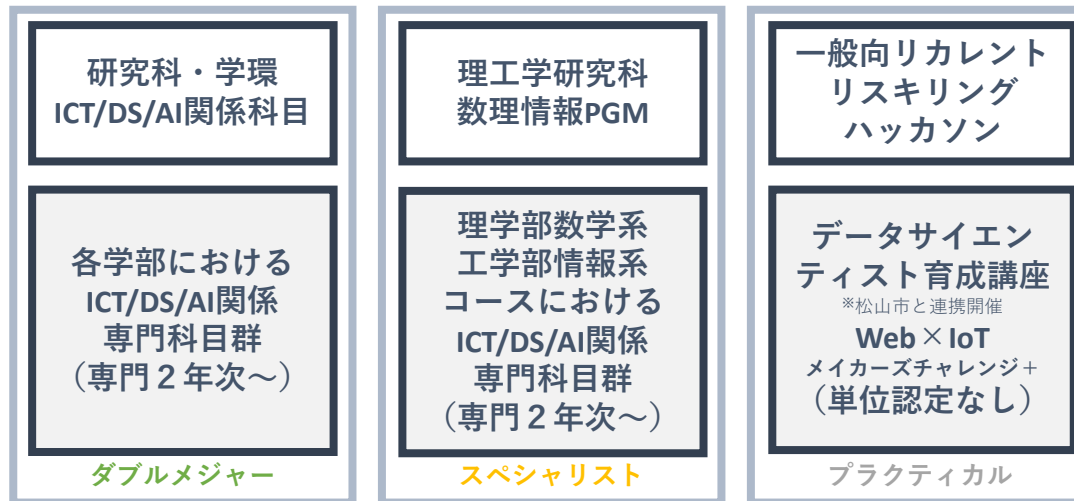 研究科・学環
ICT/DS/AI関係科目
各学部における
ICT/DS/AI関係
専門科目群
（専門２年次～）
ダブルメジャー
理工学研究科
数理情報PGM
理学部数学系
工学部情報系
コースにおける
ICT/DS/AI関係
専門科目群
（専門２年次～）
スペシャリスト
一般向リカレント
リスキリング
ハッカソン
データサイエン
ティスト育成講座
※松山市と連携開催
Web×IoT
メイカーズチャレンジ＋
（単位認定なし）
プラクティカル